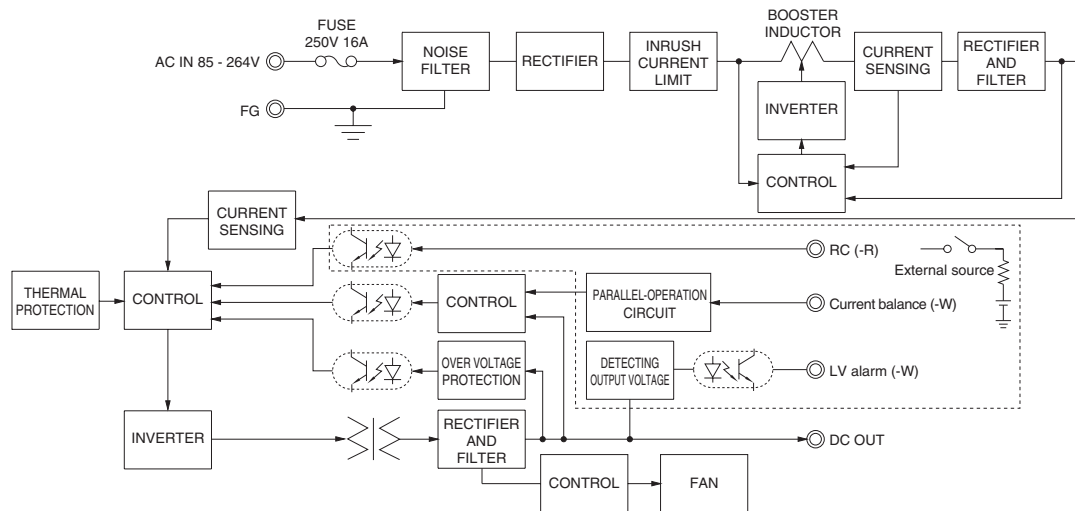 FUSE
250V 16A
BOOSTER
INDUCTOR
AC IN 85 - 264V
NOISE
FILTER
RECTIFIER
INRUSH
CURRENT
LIMIT
CURRENT
SENSING
RECTIFIER
AND
FILTER
FG
INVERTER
CONTROL
CURRENT
SENSING
RC (-R)
External source
THERMAL
PROTECTION
CONTROL
CONTROL
PARALLEL-OPERATION
CIRCUIT
Current balance (-W)
OVER VOLTAGE
PROTECTION
DETECTING
OUTPUT VOLTAGE
LV alarm (-W)
INVERTER
RECTIFIER
AND
FILTER
DC OUT
CONTROL
FAN